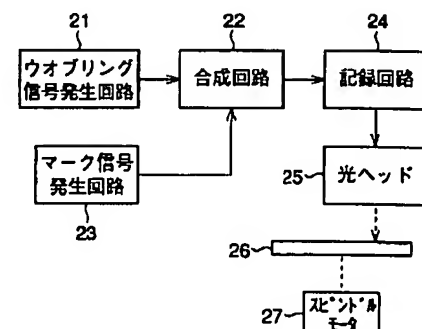 21
22
24
ウオブリング
信号発生回路
合成回路
記録回路
マーク信号
発生回路
23
25
光ヘッド
26
27
スピンドル
モータ